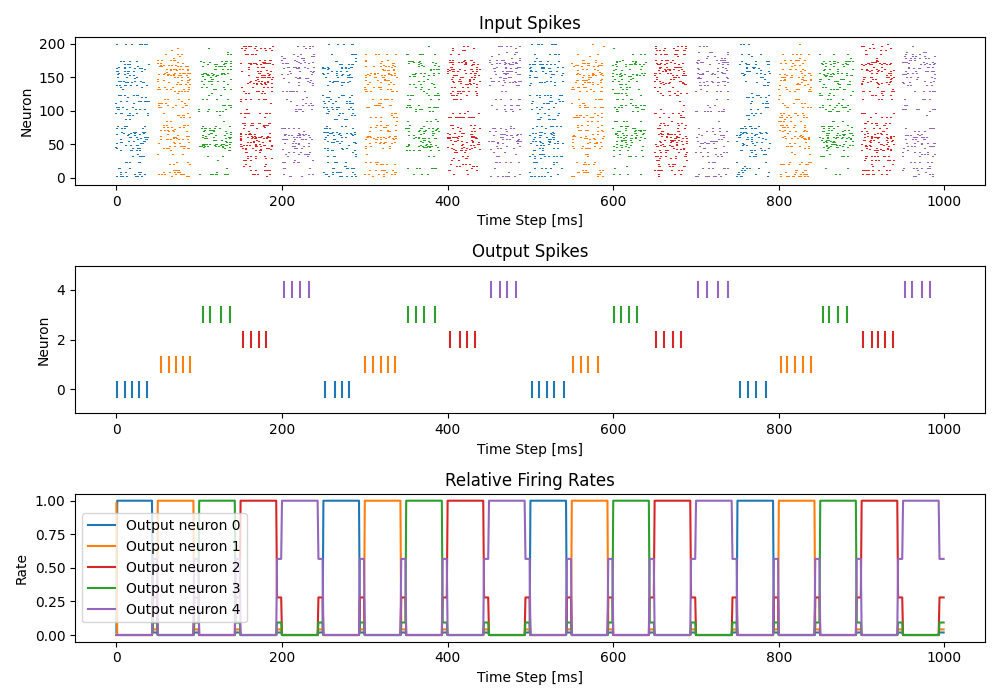 Input Spikes
200
150
100
50
0
Neuron
0 200 400 600 800 1000
Time Step [ms]
Output Spikes
4
2
0
Neuron
0 200 400 600 800 1000
Time Step [ms]
Relative Firing Rates
1.00
0.75
0.50
0.25
0.00
Rate
Output neuron 0
Output neuron 1
Output neuron 2
Output neuron 3
Output neuron 4
0 200 400 600 800 1000
Time Step [ms]